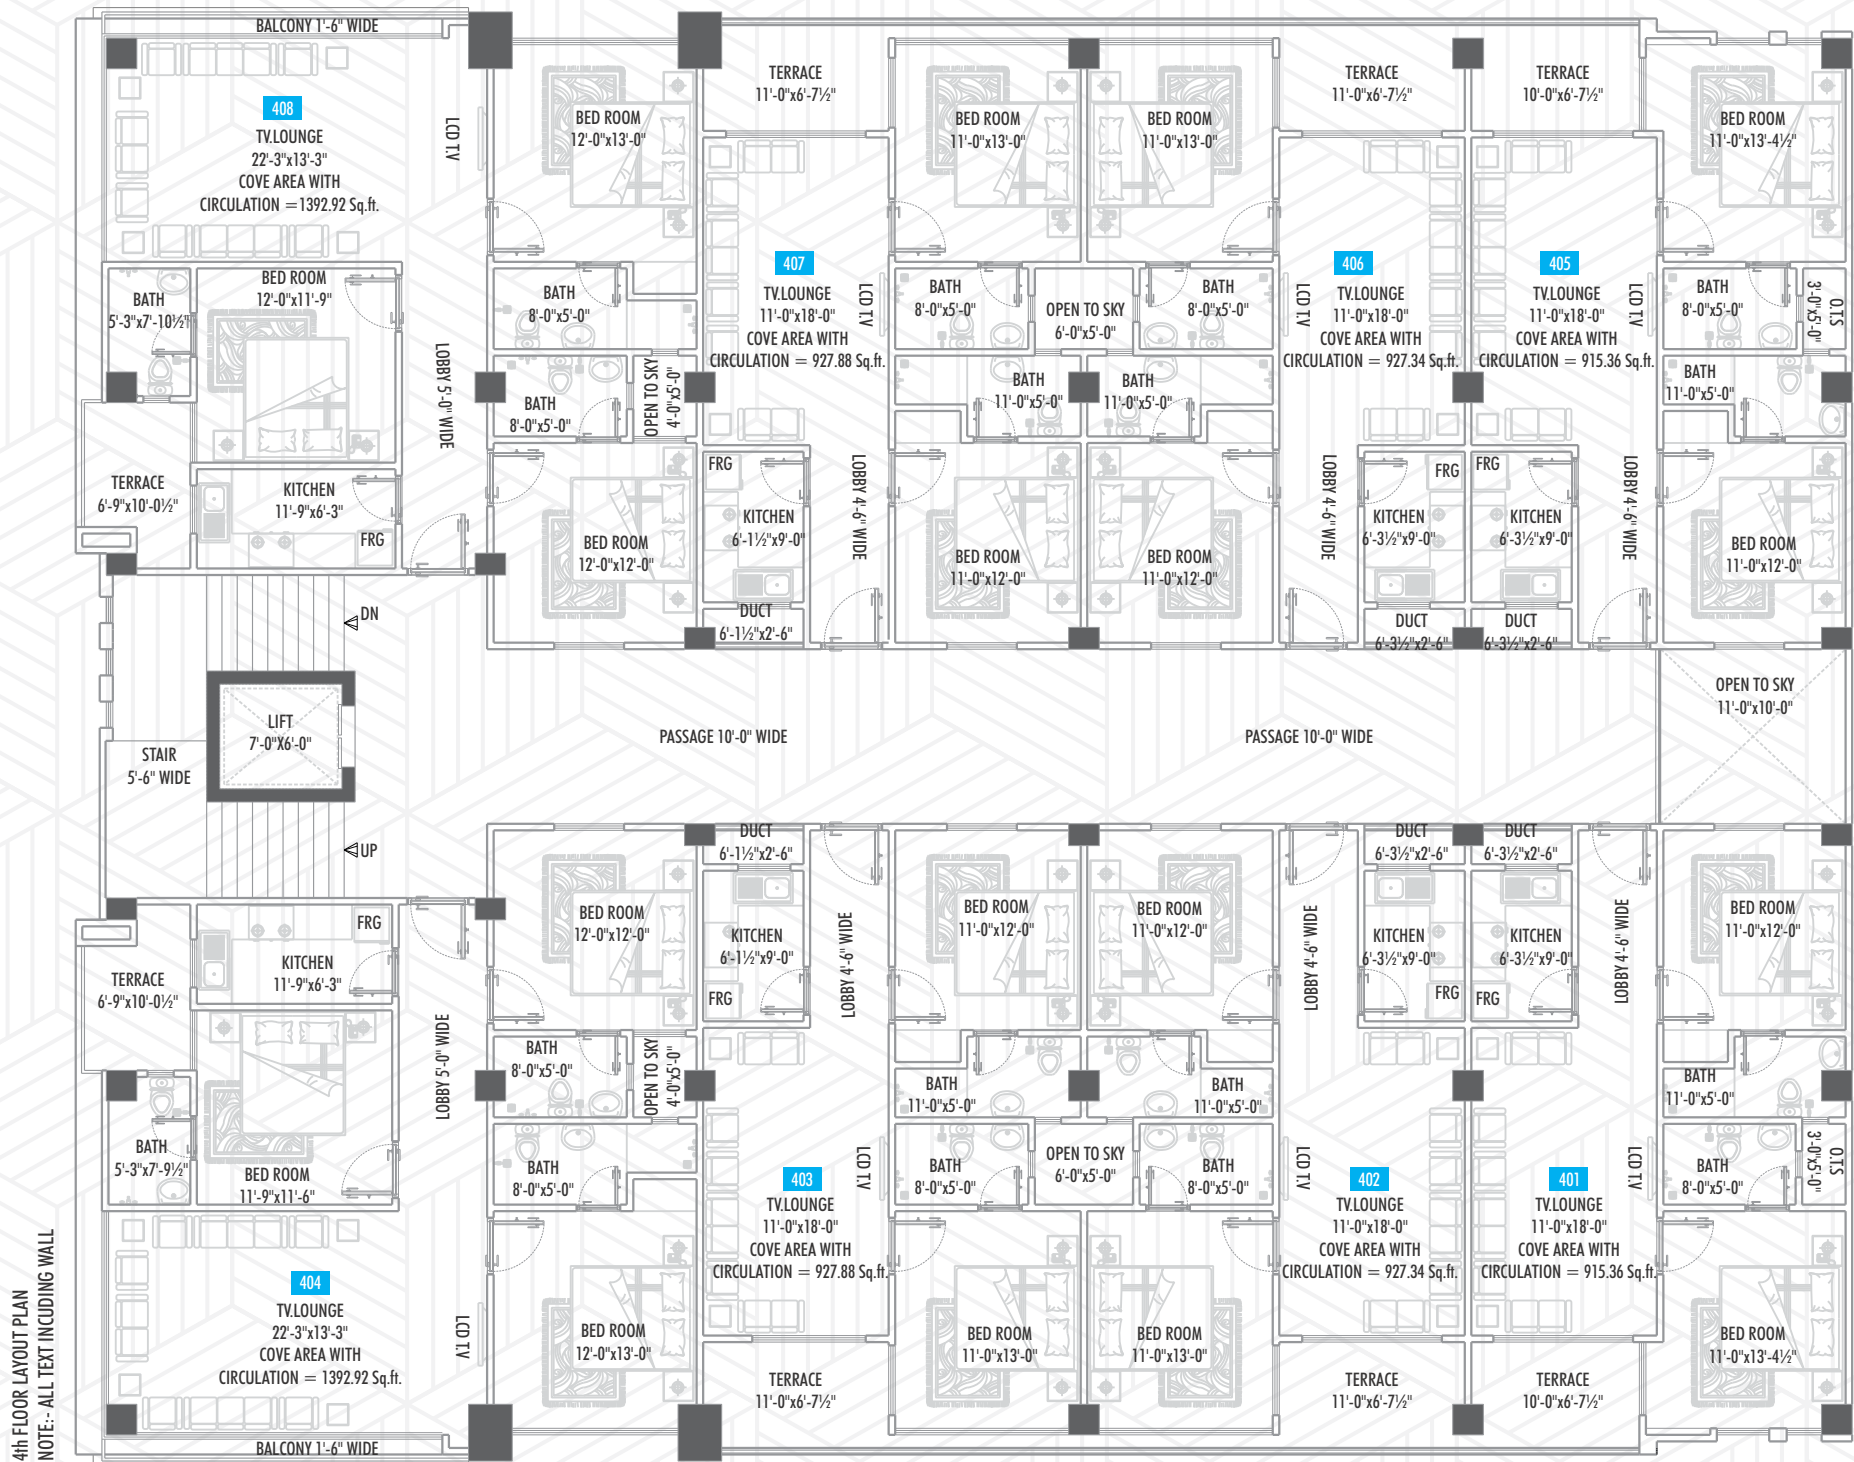 BALCONY 1'-6" WIDE
408
TV.LOUNGE
22'-3"x13'-3"
COVE AREA WITH
CIRCULATION =1392.92 Sq.ft.
LCD T.V
BED ROOM
12'-0"x13'-0"
TERRACE
11'-0"x6'-7½"
BED ROOM
11'-0"x13'-0"
BED ROOM
11'-0"x13'-0"
TERRACE
11'-0"x6'-7½"
TERRACE
10'-0"x6'-7½"
BED ROOM
11'-0"x13'-4½"
BATH
5'-3"x7'-10½"
BED ROOM
12'-0"x11'-9"
LOBBY 5'-0" WIDE
BATH
8'-0"x5'-0"
BATH
8'-0"x5'-0"
OPEN TO SKY
4'-0"x5'-0"
407
TV.LOUNGE
11'-0"x18'-0"
COVE AREA WITH
CIRCULATION = 927.88 Sq.ft.
LCD T.V
BATH
8'-0"x5'-0"
OPEN TO SKY
6'-0"x5'-0"
BATH
8'-0"x5'-0"
BATH
11'-0"x5'-0"
BATH
11'-0"x5'-0"
LCD T.V
406
TV.LOUNGE
11'-0"x18'-0"
COVE AREA WITH
CIRCULATION = 927.34 Sq.ft.
405
TV.LOUNGE
11'-0"x18'-0"
COVE AREA WITH
CIRCULATION = 915.36 Sq.ft.
LCD T.V
BATH
8'-0"x5'-0"
O.T.S
3'-0"x5'-0"
BATH
11'-0"x5'-0"
TERRACE
6'-9"x10'-0½"
KITCHEN
11'-9"x6'-3"
FRG
BED ROOM
12'-0"x12'-0"
FRG
KITCHEN
6'-1½"x9'-0"
DUCT
6'-1½"x2'-6"
LOBBY 4'-6" WIDE
BED ROOM
11'-0"x12'-0"
BED ROOM
11'-0"x12'-0"
LOBBY 4'-6" WIDE
FRG
KITCHEN
6'-3½"x9'-0"
DUCT
6'-3½"x2'-6"
FRG
KITCHEN
6'-3½"x9'-0"
DUCT
6'-3½"x2'-6"
LOBBY 4'-6" WIDE
BED ROOM
11'-0"x12'-0"
DN
LIFT
7'-0"X6'-0"
STAIR
5'-6" WIDE
UP
PASSAGE 10'-0" WIDE
PASSAGE 10'-0" WIDE
OPEN TO SKY
11'-0"x10'-0"
TERRACE
6'-9"x10'-0½"
FRG
KITCHEN
11'-9"x6'-3"
LOBBY 5'-0" WIDE
BED ROOM
12'-0"x12'-0"
DUCT
6'-1½"x2'-6"
KITCHEN
6'-1½"x9'-0"
FRG
LOBBY 4'-6" WIDE
BED ROOM
11'-0"x12'-0"
BED ROOM
11'-0"x12'-0"
LOBBY 4'-6" WIDE
DUCT
6'-3½"x2'-6"
KITCHEN
6'-3½"x9'-0"
FRG
DUCT
6'-3½"x2'-6"
KITCHEN
6'-3½"x9'-0"
FRG
LOBBY 4'-6" WIDE
BED ROOM
11'-0"x12'-0"
BATH
5'-3"x7'-9½"
BED ROOM
11'-9"x11'-6"
BATH
8'-0"x5'-0"
OPEN TO SKY
4'-0"x5'-0"
BATH
8'-0"x5'-0"
403
TV.LOUNGE
11'-0"x18'-0"
COVE AREA WITH
CIRCULATION = 927.88 Sq.ft.
LCD T.V
BATH
11'-0"x5'-0"
BATH
11'-0"x5'-0"
BATH
8'-0"x5'-0"
OPEN TO SKY
6'-0"x5'-0"
BATH
8'-0"x5'-0"
LCD T.V
402
TV.LOUNGE
11'-0"x18'-0"
COVE AREA WITH
CIRCULATION = 927.34 Sq.ft.
401
TV.LOUNGE
11'-0"x18'-0"
COVE AREA WITH
CIRCULATION = 915.36 Sq.ft.
LCD T.V
BATH
11'-0"x5'-0"
BATH
8'-0"x5'-0"
O.T.S
3'-0"x5'-0"
404
TV.LOUNGE
22'-3"x13'-3"
COVE AREA WITH
CIRCULATION = 1392.92 Sq.ft.
LCD T.V
BED ROOM
12'-0"x13'-0"
TERRACE
11'-0"x6'-7½"
BED ROOM
11'-0"x13'-0"
BED ROOM
11'-0"x13'-0"
TERRACE
11'-0"x6'-7½"
TERRACE
10'-0"x6'-7½"
BED ROOM
11'-0"x13'-4½"
BALCONY 1'-6" WIDE
4th FLOOR LAYOUT PLAN
NOTE:- ALL TEXT INCUDING WALL